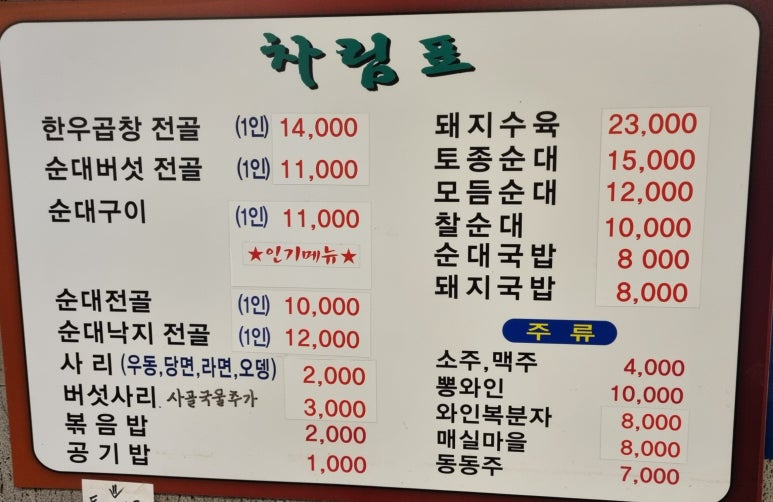 차림표
한우곱창 전골 (1인) 14,000
순대버섯 전골 (1인) 11,000
순대구이 (1인) 11,000
★인기메뉴★
순대전골 (1인) 10,000
순대낙지 전골 (1인) 12,000
사리 (우동,당면,라면,오뎅) 2,000
버섯사리. 사골국물추가 3,000
볶음밥 2,000
공기밥 1,000
돼지수육 23,000
토종순대 15,000
모듬순대 12,000
찰순대 10,000
순대국밥 8 000
돼지국밥 8,000
주류
소주,맥주 4,000
뽕와인 10,000
와인복분자 8,000
매실마을 8,000
동동주 7,000